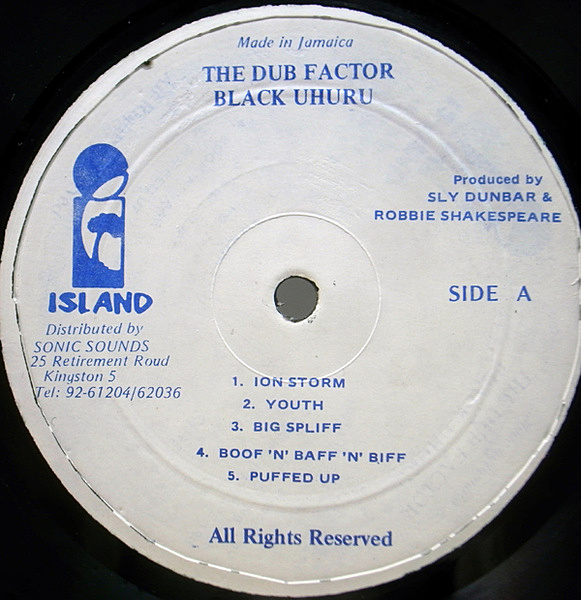 Made in Jamaica
THE DUB FACTOR
BLACK UHURU
Produced by
SLY DUNBAR &
ROBBIE SHAKESPEARE
SIDE A
ISLAND
Distributed by
SONIC SOUNDS
25 Retirement Roud
Kingston 5
Tel: 92-61204/62036
1. ION STORM
2. YOUTH
3. BIG SPLIFF
4. BOOF 'N' BAFF 'N' BIFF
5. PUFFED UP
All Rights Reserved